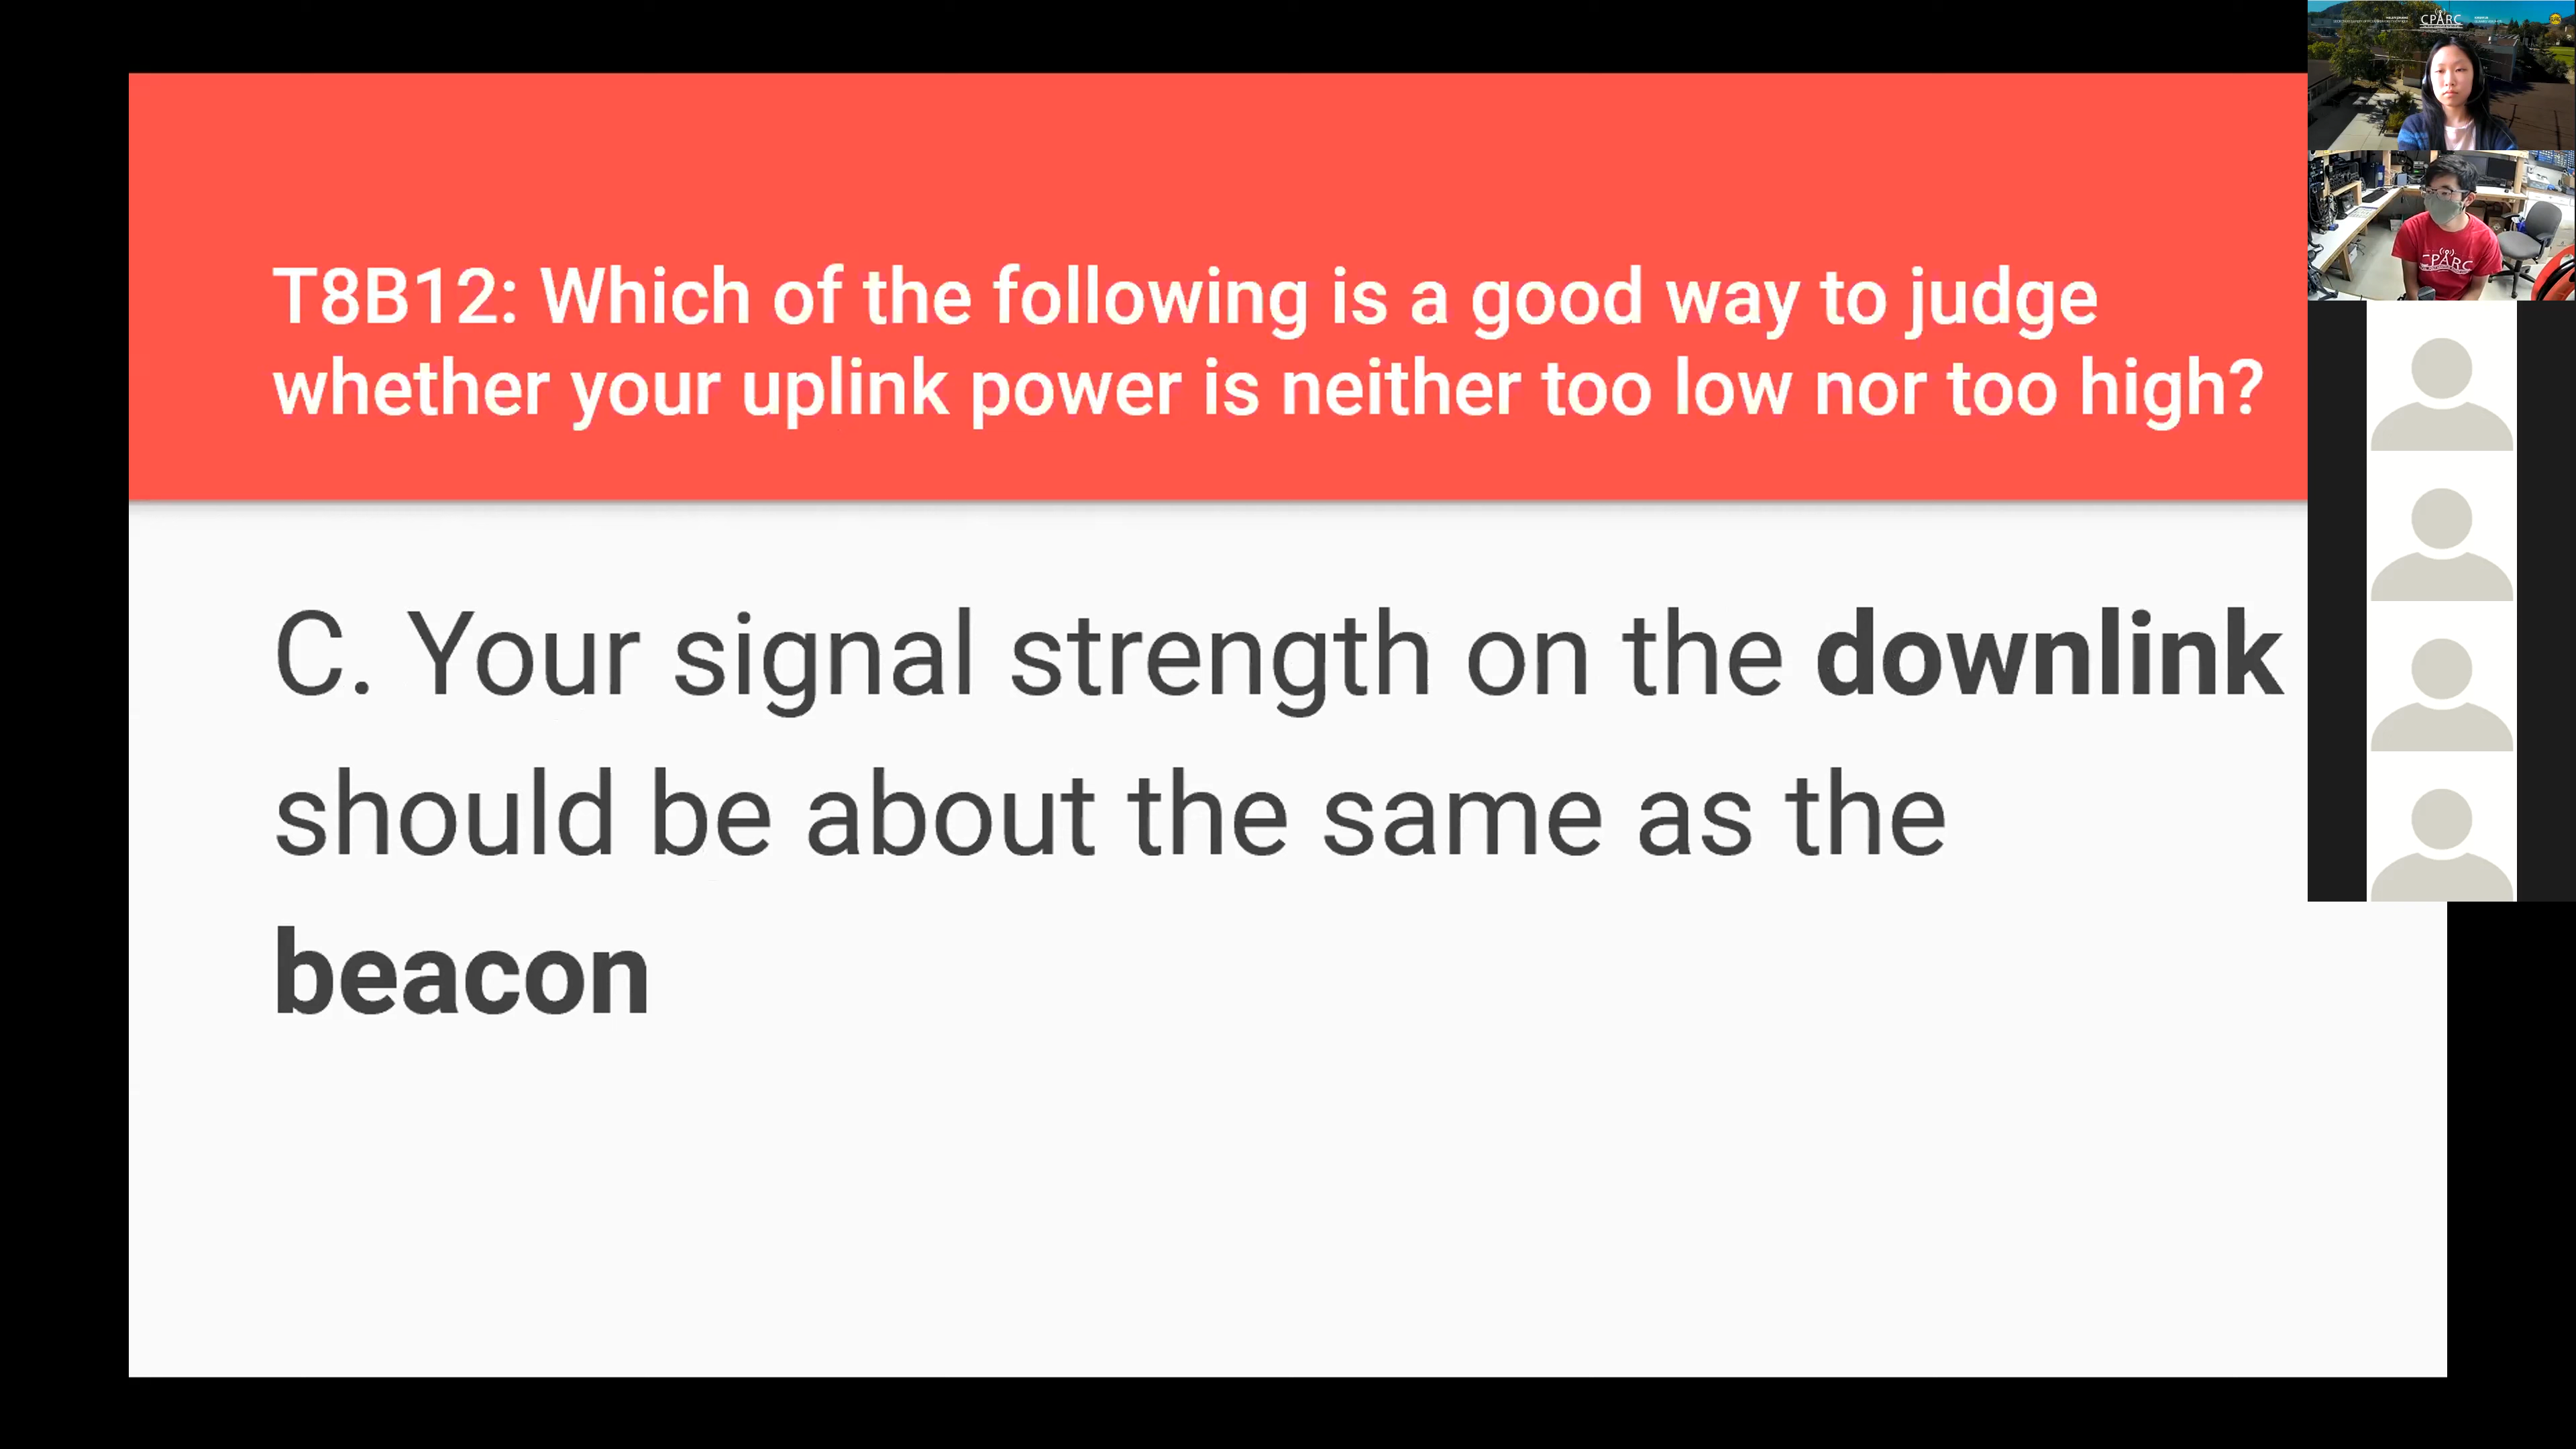 T8B12: Which of the following is a good way to judge
whether your uplink power is neither too low nor too high?
C. Your signal strength on the downlink
should be about the same as the
beacon
CPARC
CPARC